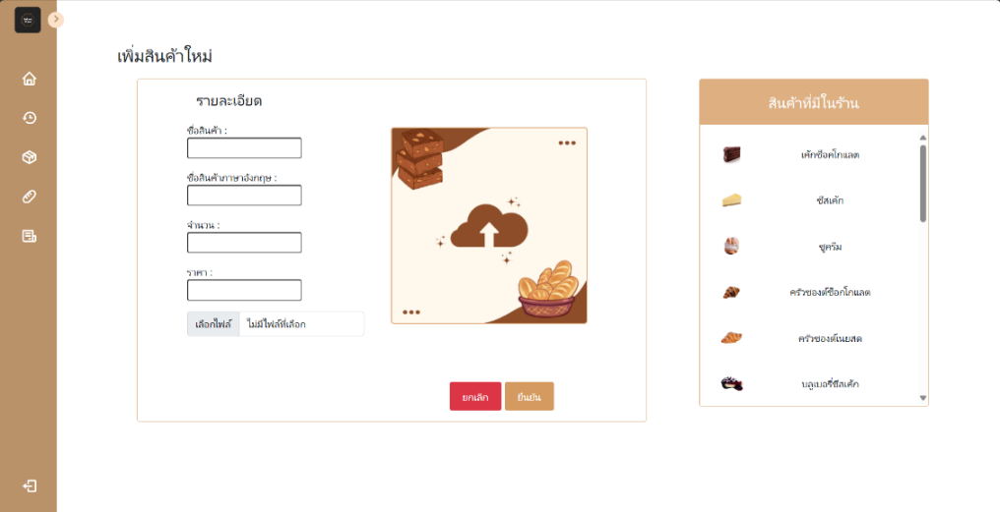 เพิ่มสินค้าใหม่
รายละเอียด
ชื่อสินค้า :
ชื่อสินค้าภาษาอังกฤษ :
จำนวน :
ราคา :
เลือกไฟล์ ไม่มีไฟล์ที่เลือก
ยกเลิก ยืนยัน
สินค้าที่มีในร้าน
เค้กช็อคโกแลต
ชีสเค้ก
ชูครีม
ครัวซองต์ช็อกโกแลต
ครัวซองต์เนยสด
บลูเบอรี่ชีสเค้ก